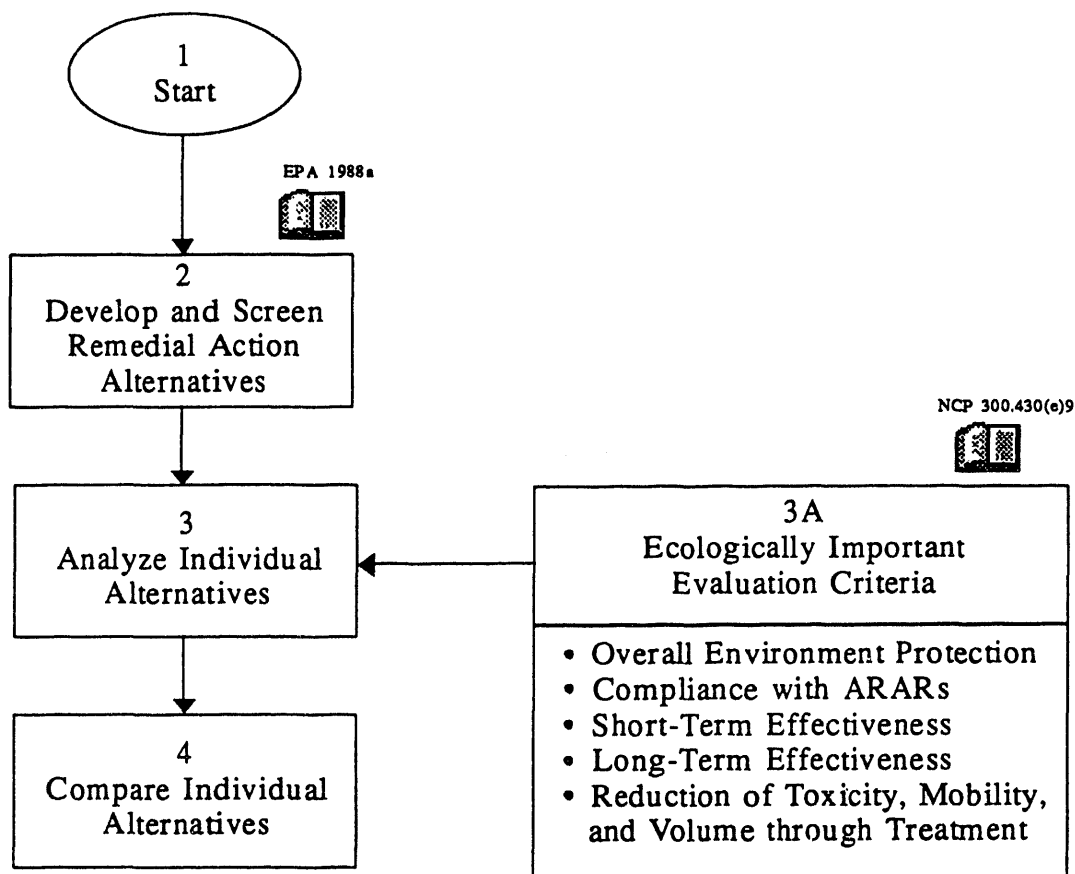 1
Start
EPA 1988a
2
Develop and Screen
Remedial Action
Alternatives
NCP 300.430(e)9
3
Analyze Individual
Alternatives
3A
Ecologically Important
Evaluation Criteria
• Overall Environment Protection
• Compliance with ARARs
• Short-Term Effectiveness
• Long-Term Effectiveness
• Reduction of Toxicity, Mobility,
and Volume through Treatment
4
Compare Individual
Alternatives